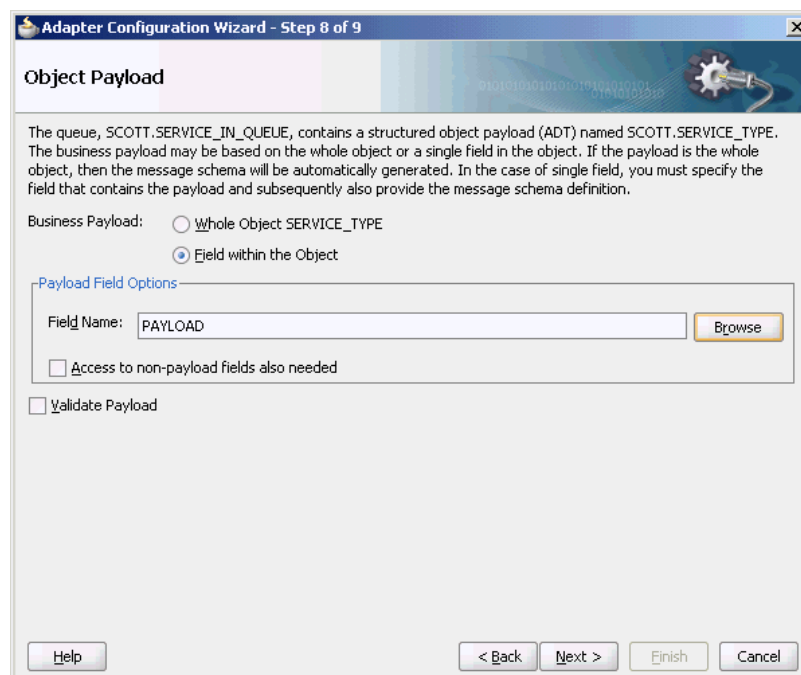 Adapter Configuration Wizard - Step 8 of 9
Object Payload
The queue, SCOTT.SERVICE_IN_QUEUE, contains a structured object payload (ADT) named SCOTT.SERVICE_TYPE.
The business payload may be based on the whole object or a single field in the object. If the payload is the whole
object, then the message schema will be automatically generated. In the case of single field, you must specify the
field that contains the payload and subsequently also provide the message schema definition.
Business Payload:
Whole Object SERVICE_TYPE
Field within the Object
Payload Field Options
Field Name: PAYLOAD Browse
Access to non-payload fields also needed
Validate Payload
Help < Back Next > Finish Cancel